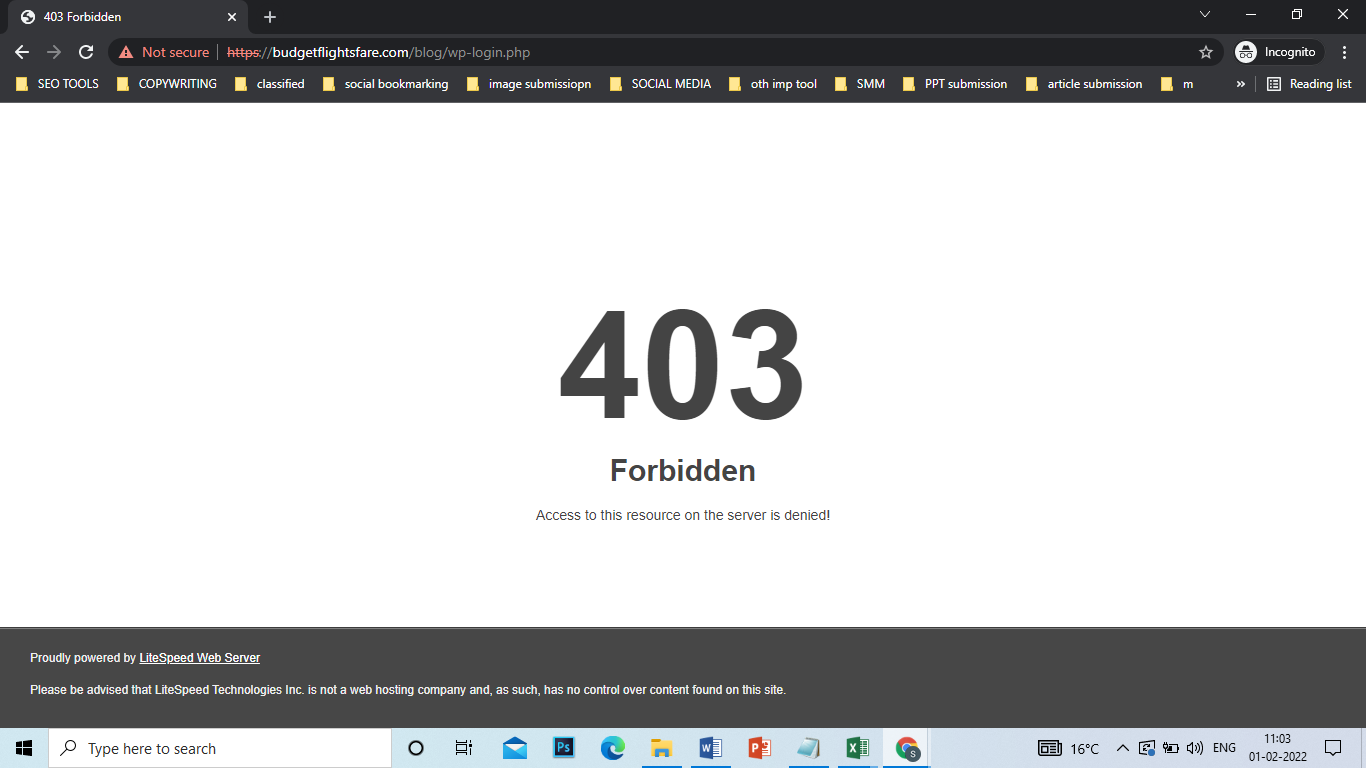 403 Forbidden
Not secure https://budgetflightsfare.com/blog/wp-login.php Incognito
SEO TOOLS COPYWRITING classified social bookmarking image submissiopn SOCIAL MEDIA oth imp tool SMM PPT submission article submission m » Reading list
403
Forbidden
Access to this resource on the server is denied!
Proudly powered by LiteSpeed Web Server
Please be advised that LiteSpeed Technologies Inc. is not a web hosting company and, as such, has no control over content found on this site.
Type here to search Ps 16°C ENG 11:03
01-02-2022